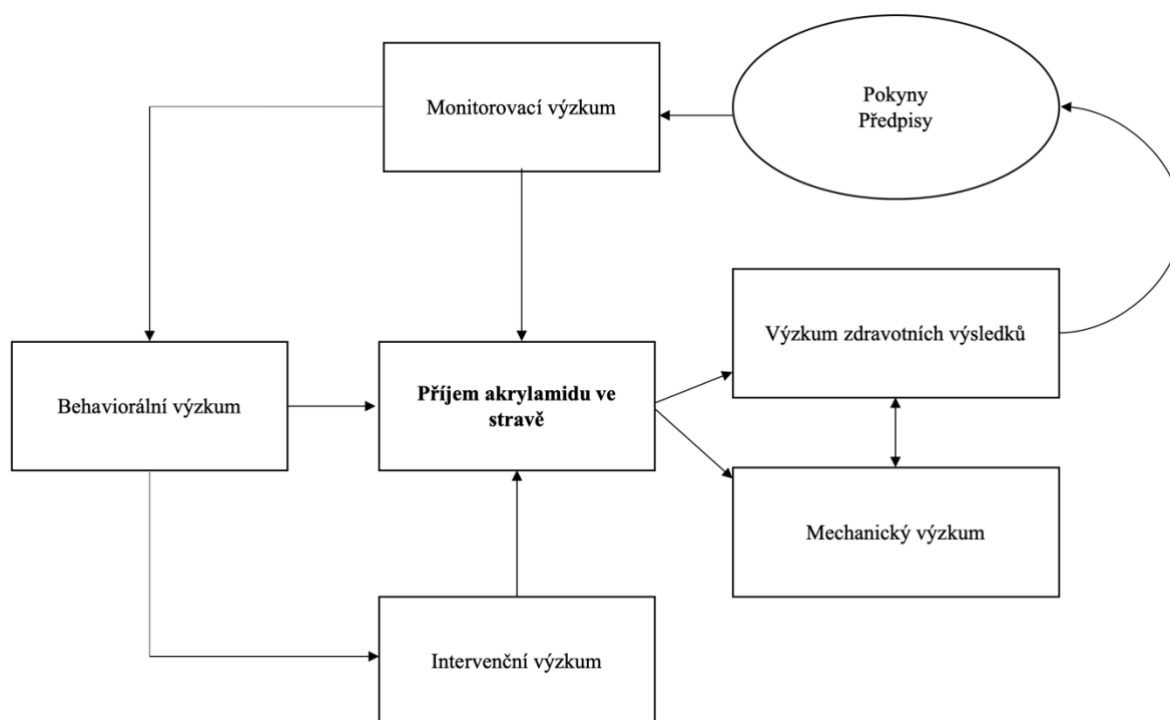 Monitorovací výzkum
Pokyny
Předpisy
Výzkum zdravotních výsledků
Behaviorální výzkum
Příjem akrylamidu ve
stravě
Mechanický výzkum
Intervenční výzkum